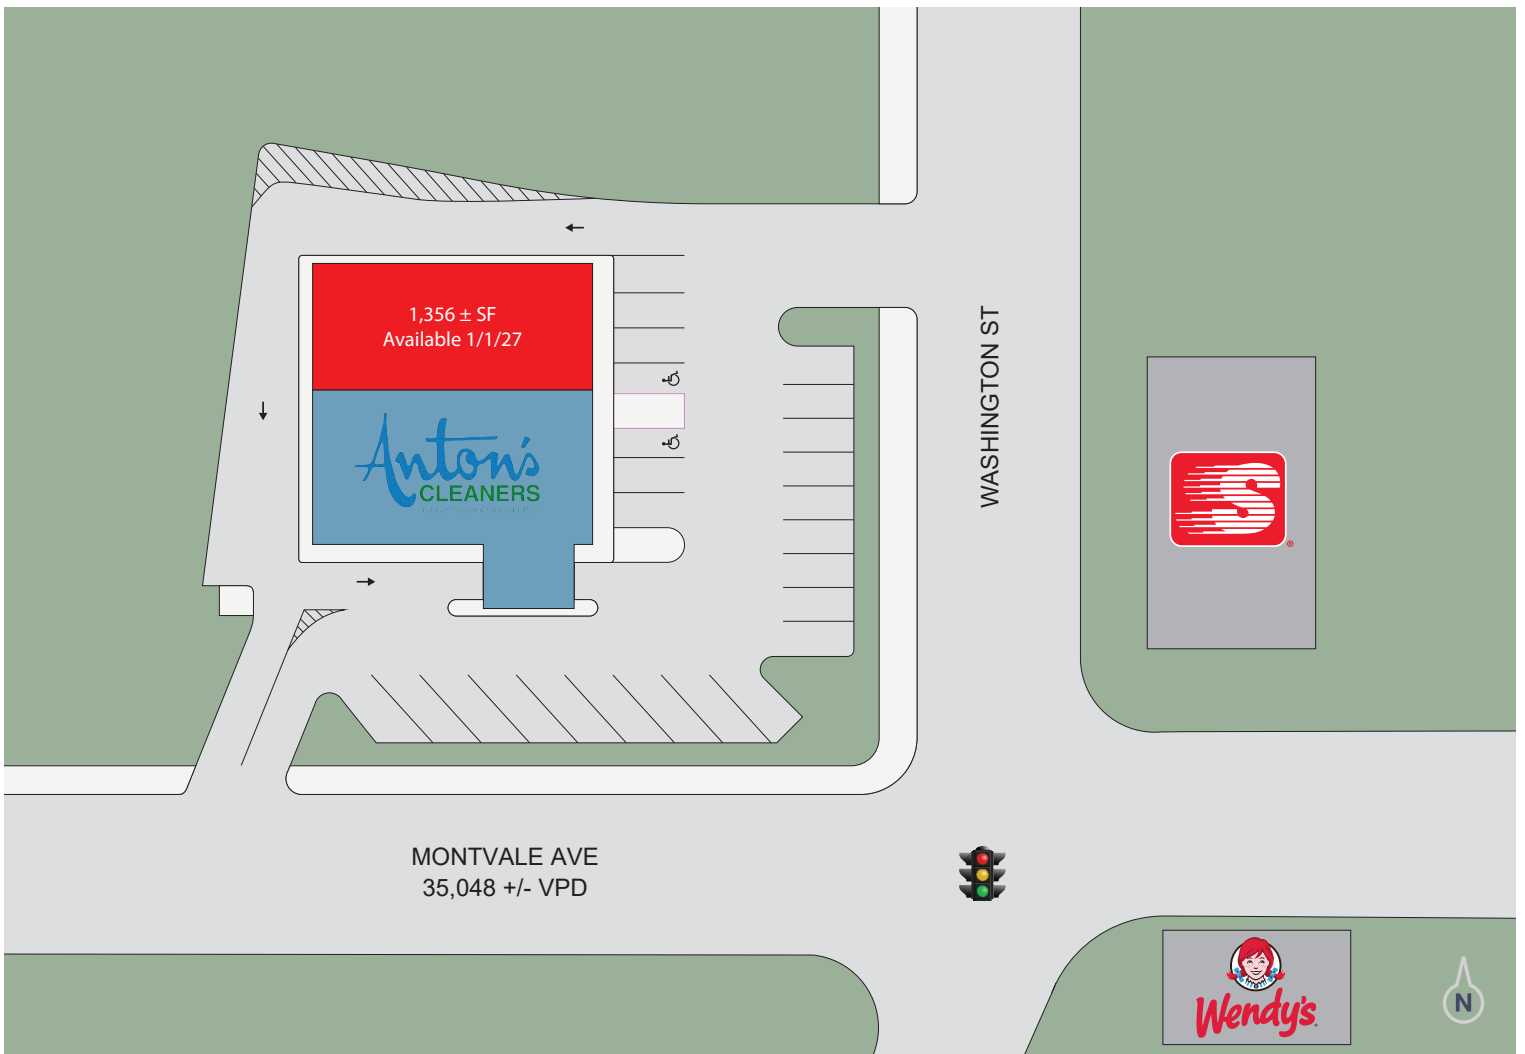 1,356 ± SF
Available 1/1/27
Anton's
CLEANERS
WASHINGTON ST
S
®
MONTVALE AVE
35,048 +/- VPD
Wendy's
N